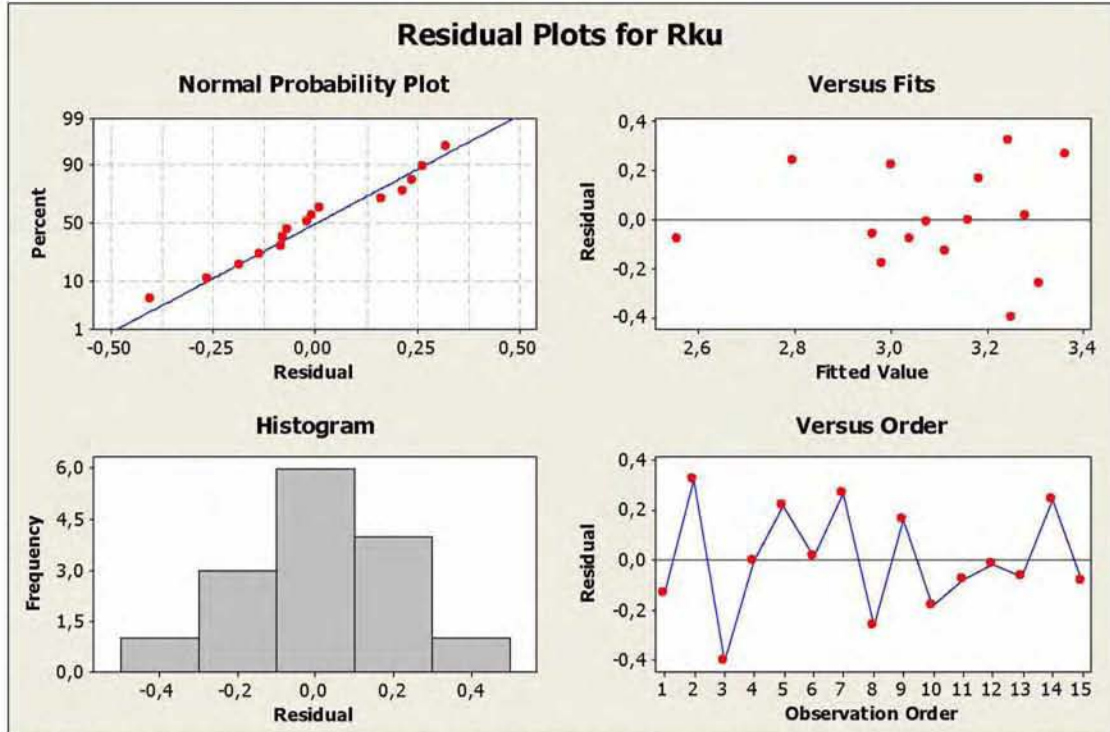 Residual Plots for Rku
Normal Probability Plot
99
90
50
10
1
Percent
-0,50 -0,25 0,00 0,25 0,50
Residual
Versus Fits
0,4
0,2
0,0
-0,2
-0,4
Residual
2,6 2,8 3,0 3,2 3,4
Fitted Value
Histogram
6,0
4,5
3,0
1,5
0,0
Frequency
-0,4 -0,2 0,0 0,2 0,4
Residual
Versus Order
0,4
0,2
0,0
-0,2
-0,4
Residual
1 2 3 4 5 6 7 8 9 10 11 12 13 14 15
Observation Order